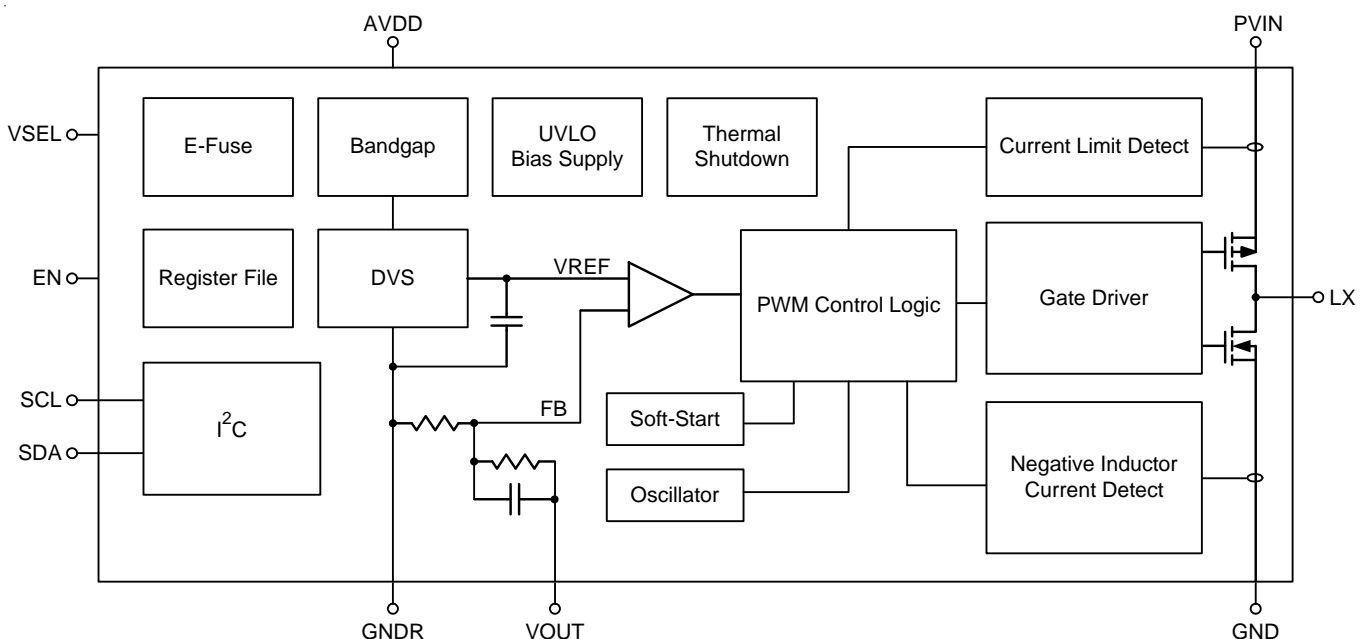 AVDD
PVIN
VSEL
E-Fuse
Bandgap
UVLO
Bias Supply
Thermal
Shutdown
Current Limit Detect
EN
Register File
DVS
VREF
PWM Control Logic
Gate Driver
LX
SCL
SDA
I²C
FB
Soft-Start
Oscillator
Negative Inductor
Current Detect
GNDR
VOUT
GND